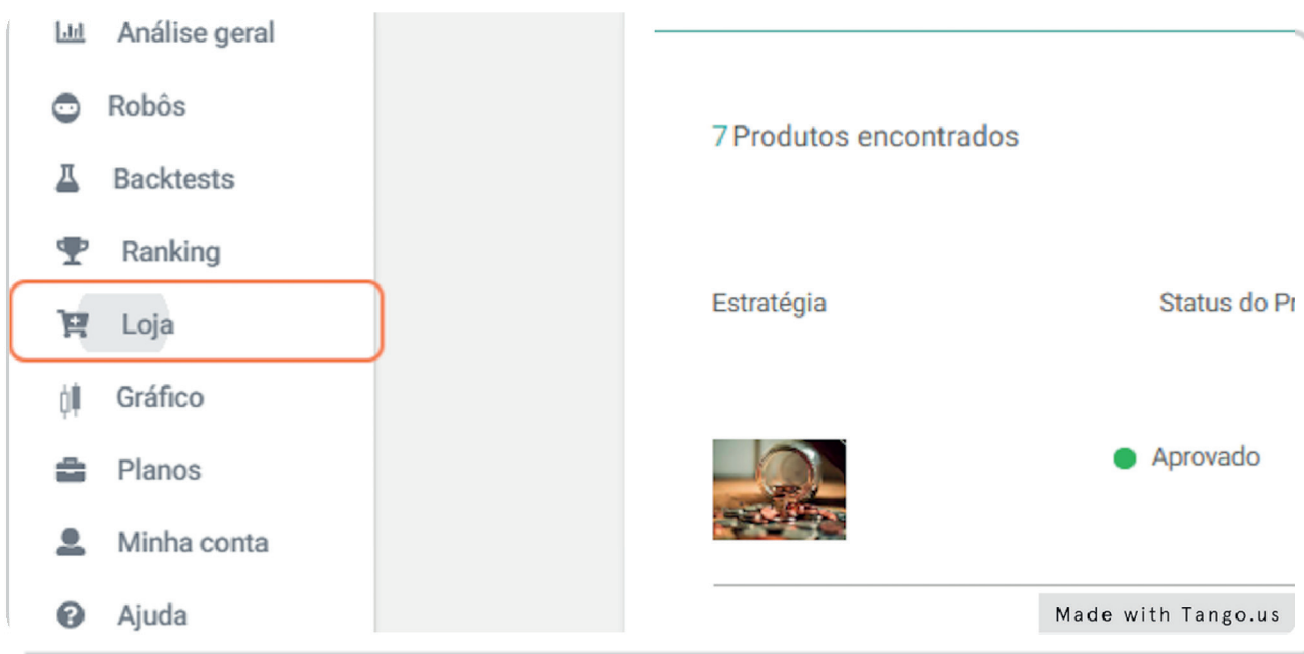 Análise geral
Robôs
Backtests
Ranking
Loja
Gráfico
Planos
Minha conta
Ajuda
7 Produtos encontrados
Estratégia
Status do Pr
Aprovado
Made with Tango.us